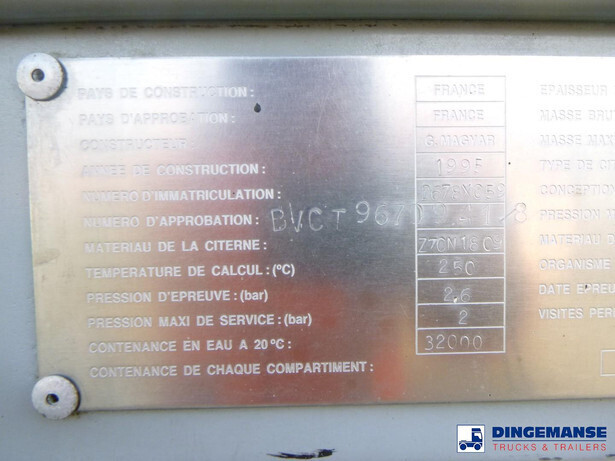 PAYS DE CONSTRUCTION: FRANCE EPAISSEUR
PAYS D'APPROBATION: FRANCE MASSE BRU
CONSTRUCTEUR: G. MAGYAR MASSE MAX
ANNEE DE CONSTRUCTION: 1995 TYPE DE
NUMERO D'IMMATRICULATION: CONCEPTION
NUMERO D'APPROBATION: BVCT PRESSION
MATERIAU DE LA CITERNE: MATERIAU D
TEMPERATURE DE CALCUL: (°C) 250 ORGANISME
PRESSION D'EPREUVE: (bar) 2,6 DATE EPREU
PRESSION MAXI DE SERVICE: (bar) 2 VISITES PER
CONTENANCE EN EAU A 20°C: 32000
CONTENANCE DE CHAQUE COMPARTIMENT:
DINGEMANSE
TRUCKS & TRAILERS